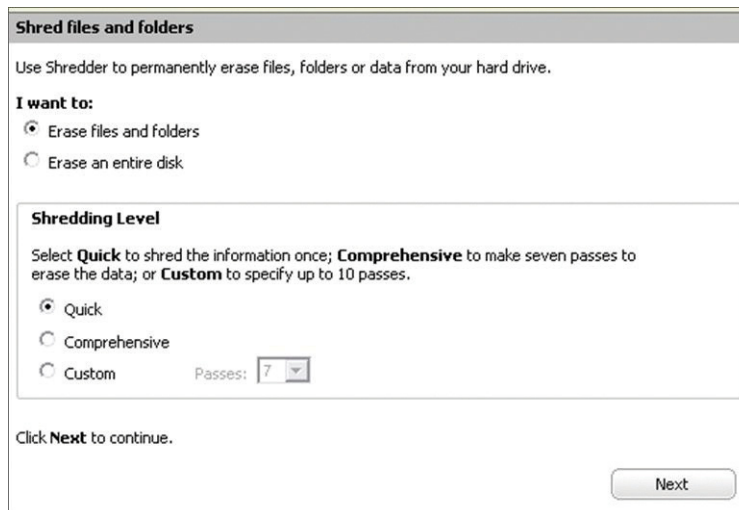 Shred files and folders
Use Shredder to permanently erase files, folders or data from your hard drive.
I want to:
Erase files and folders
Erase an entire disk
Shredding Level
Select Quick to shred the information once; Comprehensive to make seven passes to
erase the data; or Custom to specify up to 10 passes.
Quick
Comprehensive
Custom Passes: 7
Click Next to continue.
Next